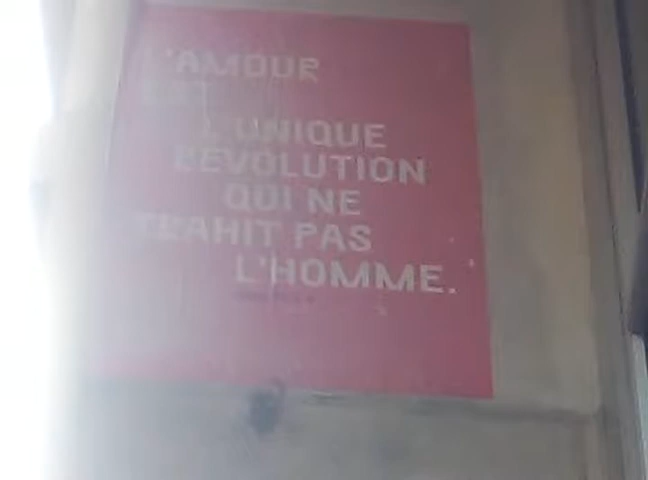 L'AMOUR
EST
L'UNIQUE
RÉVOLUTION
QUI NE
TRAHIT PAS
L'HOMME.